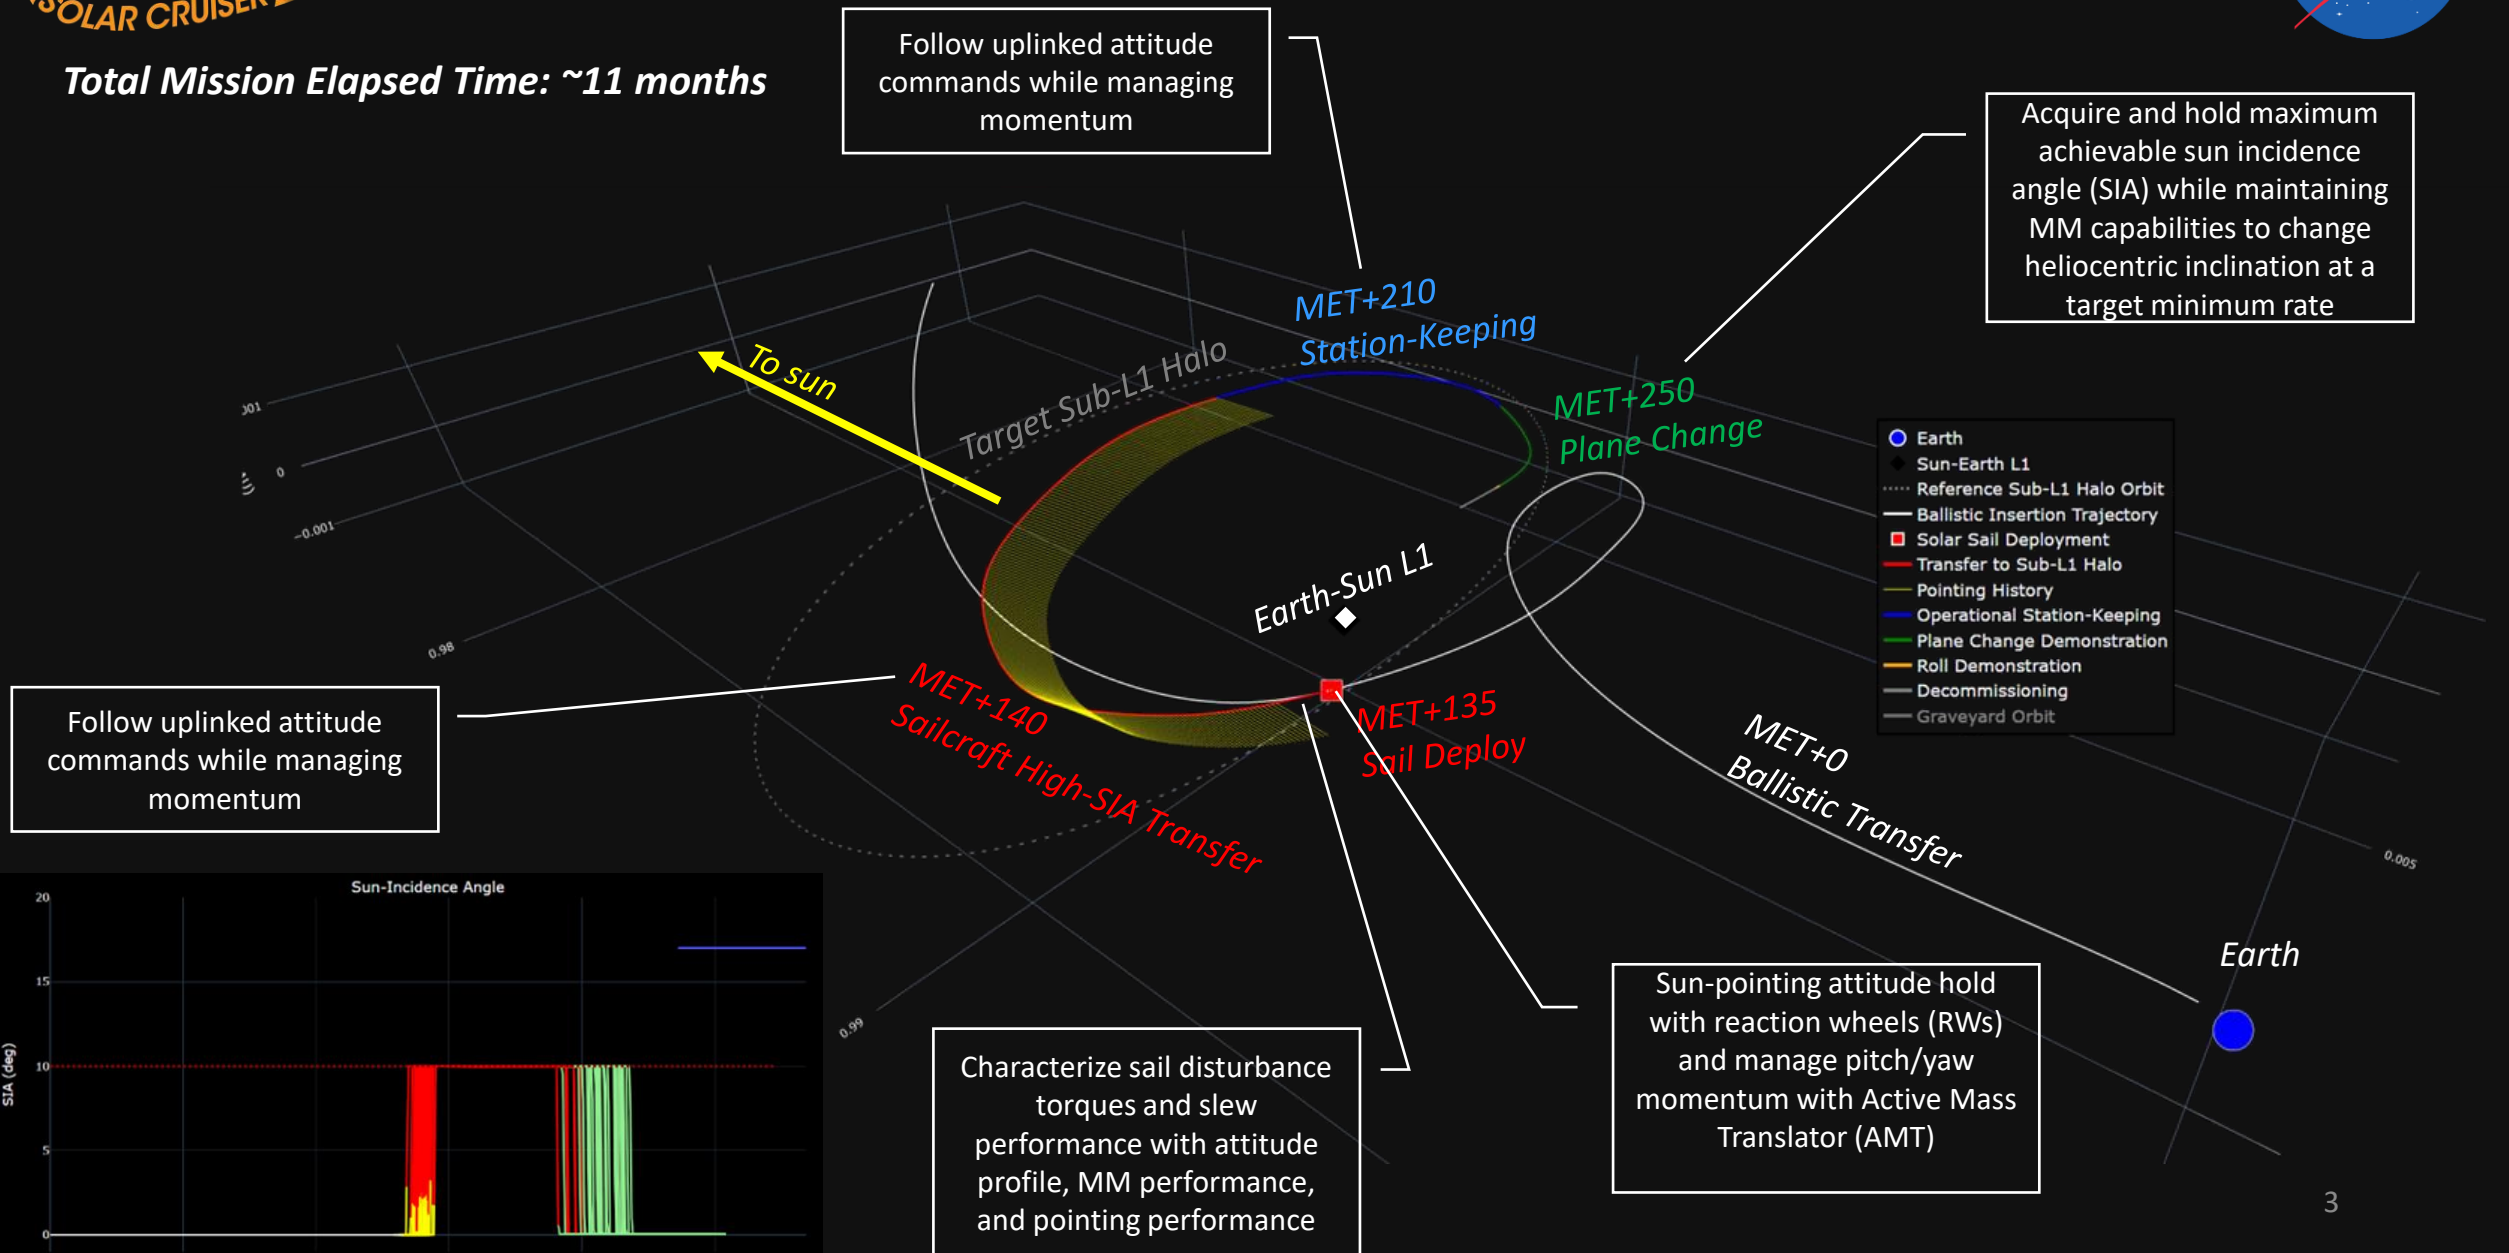 SOLAR CRUISER
Total Mission Elapsed Time: ~11 months
Follow uplinked attitude
commands while managing
momentum
Acquire and hold maximum
achievable sun incidence
angle (SIA) while maintaining
MM capabilities to change
heliocentric inclination at a
target minimum rate
MET+210
Station-Keeping
To sun
Target Sub-L1 Halo
MET+250
Plane Change
0
−0.001
0.98
0.99
0.005
Earth
Sun-Earth L1
Reference Sub-L1 Halo Orbit
Ballistic Insertion Trajectory
Solar Sail Deployment
Transfer to Sub-L1 Halo
Pointing History
Operational Station-Keeping
Plane Change Demonstration
Roll Demonstration
Decommissioning
Graveyard Orbit
Earth-Sun L1
MET+140
Sailcraft High-SIA Transfer
MET+135
Sail Deploy
MET+0
Ballistic Transfer
Earth
Follow uplinked attitude
commands while managing
momentum
Sun-Incidence Angle
SIA (deg)
20
15
10
5
0
Characterize sail disturbance
torques and slew
performance with attitude
profile, MM performance,
and pointing performance
Sun-pointing attitude hold
with reaction wheels (RWs)
and manage pitch/yaw
momentum with Active Mass
Translator (AMT)
3